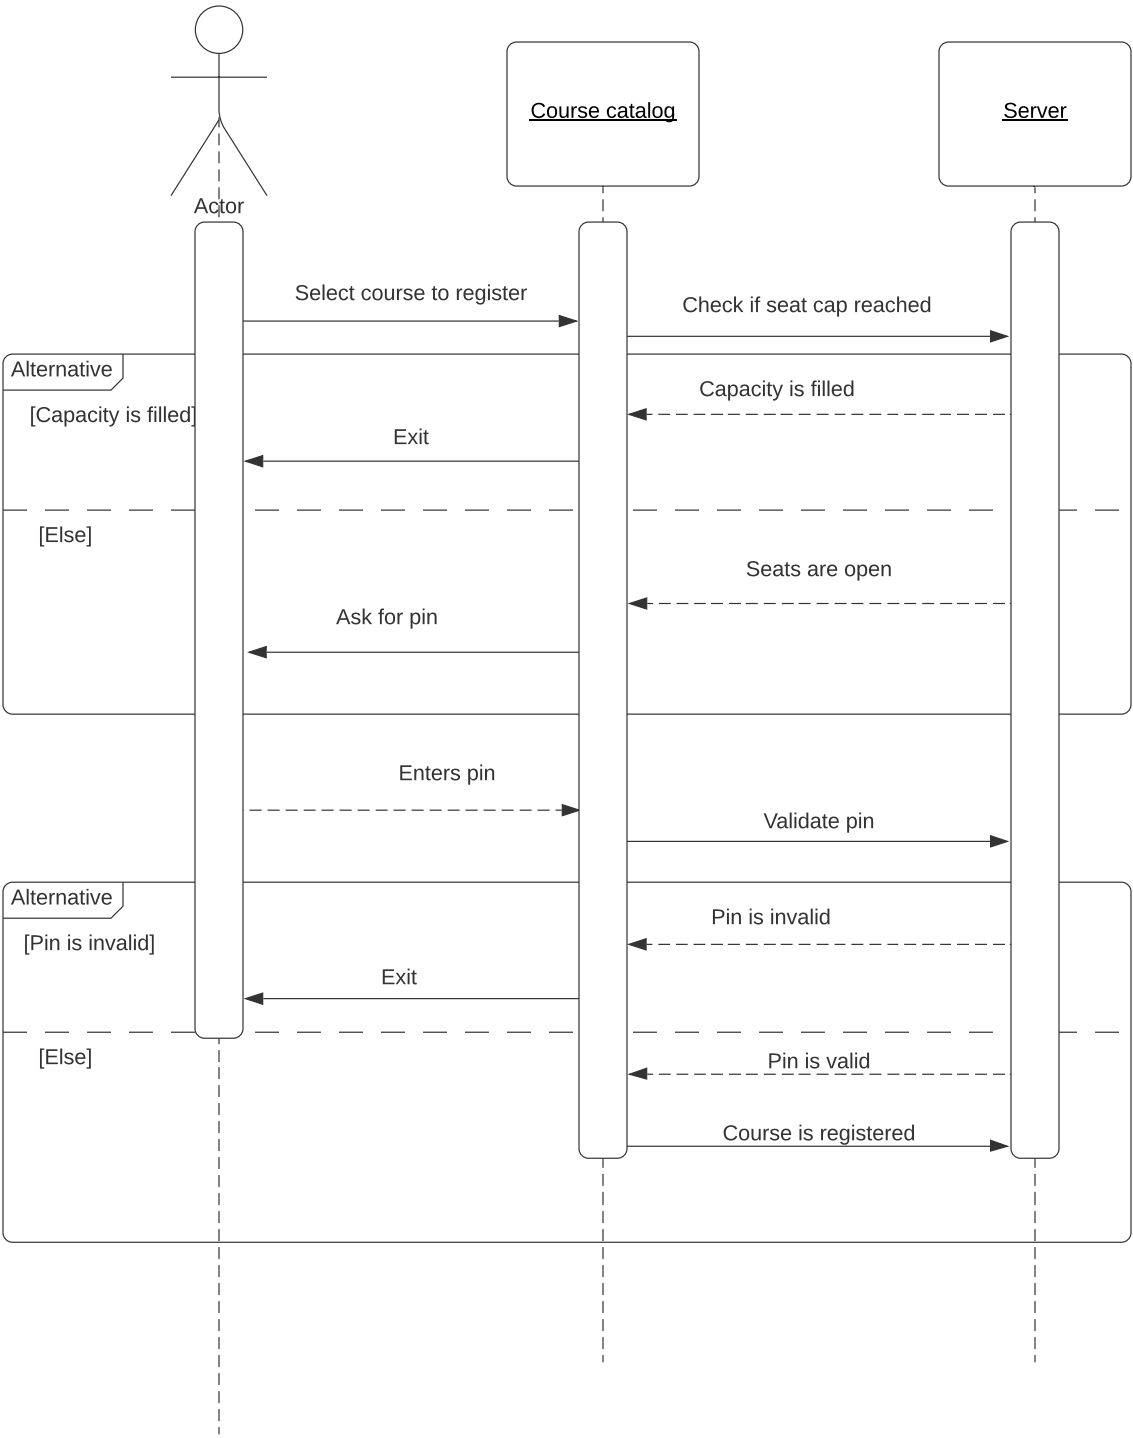 Course catalog
Server
Actor
Select course to register
Check if seat cap reached
Alternative
Capacity is filled
[Capacity is filled]
Exit
[Else]
Seats are open
Ask for pin
Enters pin
Validate pin
Alternative
Pin is invalid
[Pin is invalid]
Exit
[Else]
Pin is valid
Course is registered